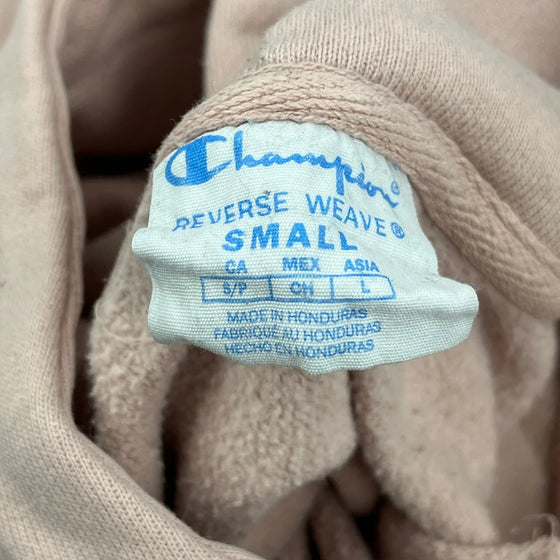 Champion®
REVERSE WEAVE®
SMALL
CA MEX ASIA
S/P CH L
MADE IN HONDURAS
FABRIQUÉ AU HONDURAS
HECHO EN HONDURAS